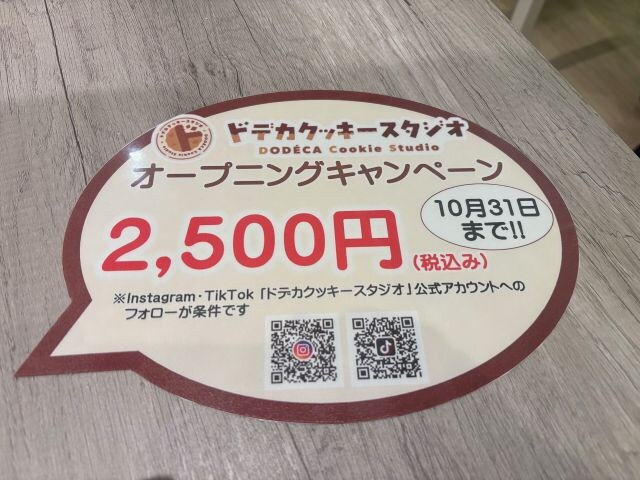 ド
ドデカクッキースタジオ
DODÉCA Cookie Studio
オープニングキャンペーン
2,500円
(税込み)
10月31日
まで!!
※Instagram・TikTok「ドデカクッキースタジオ」公式アカウントへの
フォローが条件です